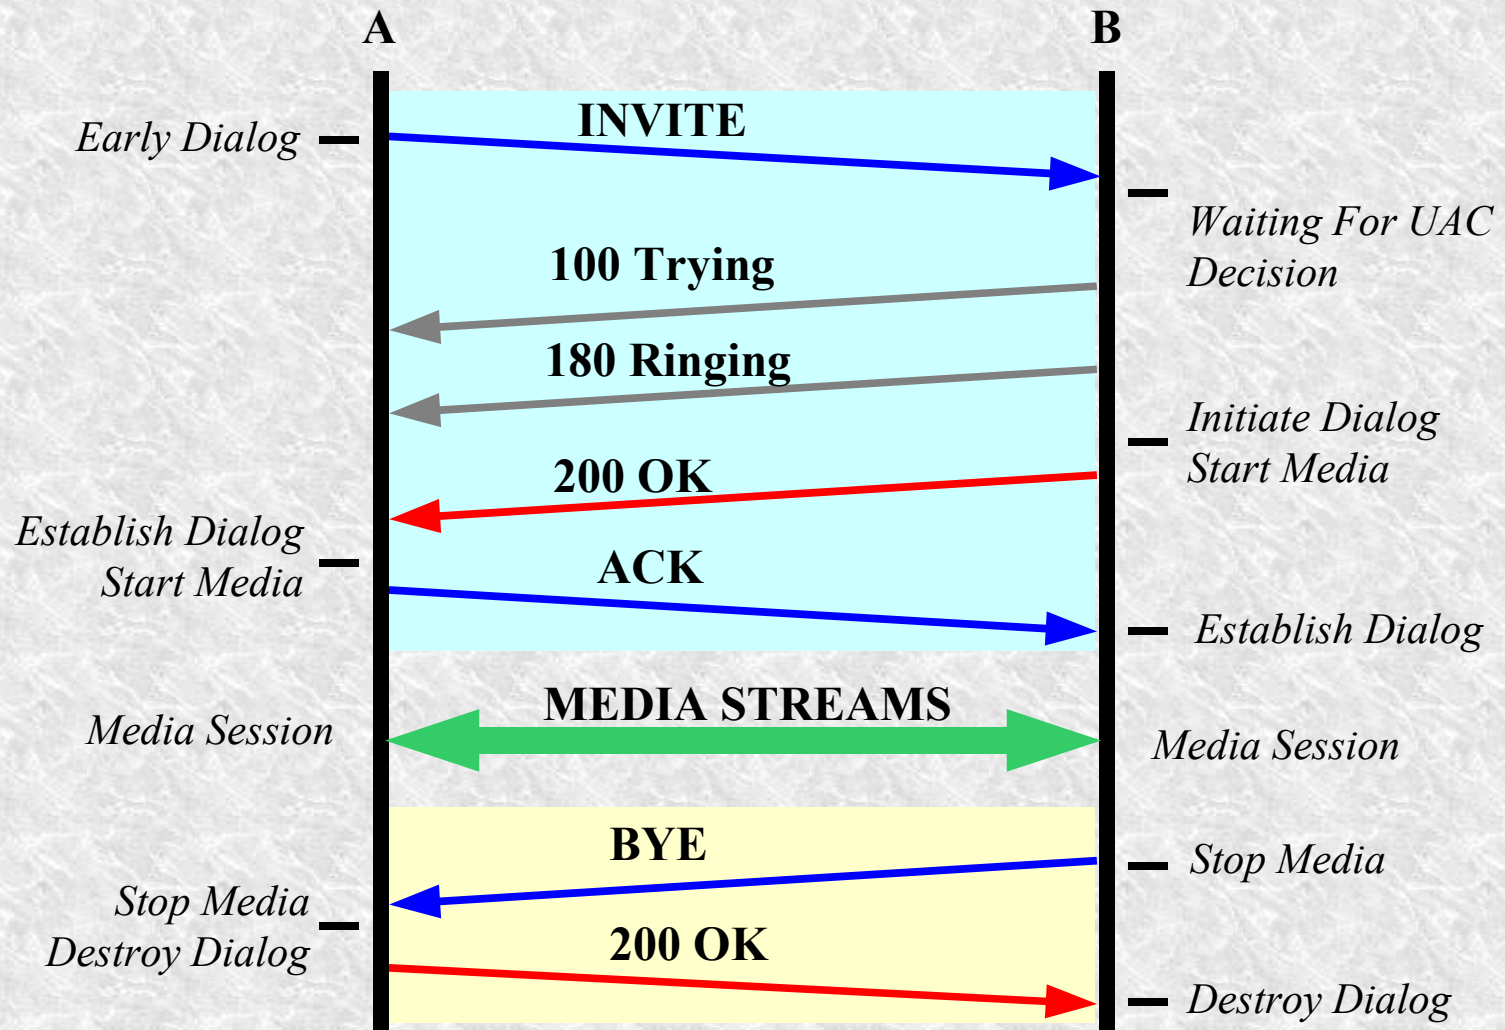 A
B
INVITE
Early Dialog
Waiting For UAC
Decision
100 Trying
180 Ringing
Initiate Dialog
Start Media
200 OK
Establish Dialog
Start Media
ACK
Establish Dialog
MEDIA STREAMS
Media Session
Media Session
BYE
Stop Media
Stop Media
Destroy Dialog
200 OK
Destroy Dialog